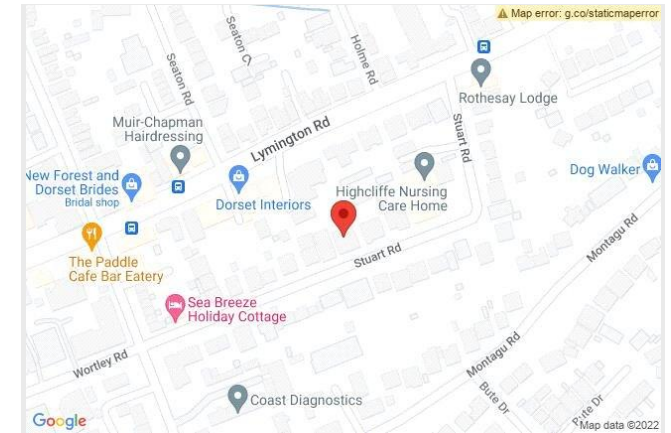 Map error: g.co/staticmaperror
Seaton Rd
Holme Rd
Rothesay Lodge
Muir-Chapman
Hairdressing
Lymington Rd
Stuart Rd
New Forest and
Dorset Brides
Bridal shop
Dorset Interiors
Highcliffe Nursing
Care Home
Dog Walker
The Paddle
Cafe Bar Eatery
Stuart Rd
Montagu Rd
Sea Breeze
Holiday Cottage
Wortley Rd
Montagu Rd
Coast Diagnostics
Bute Dr
Bute Dr
Google
Map data ©2022